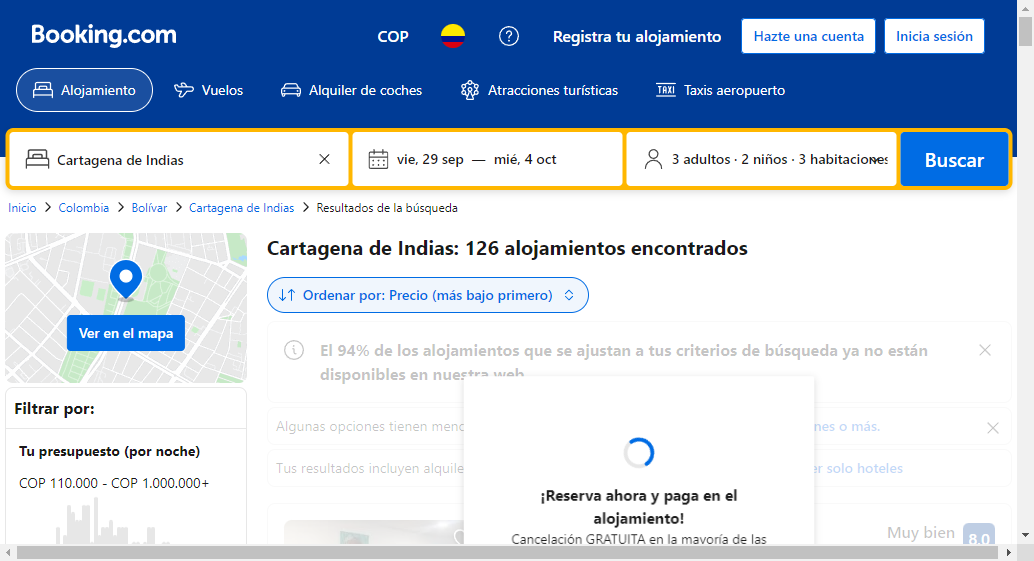 Booking.com
COP
Registra tu alojamiento
Hazte una cuenta
Inicia sesión
Alojamiento
Vuelos
Alquiler de coches
Atracciones turísticas
TAXI
Taxis aeropuerto
Cartagena de Indias
vie, 29 sep — mié, 4 oct
3 adultos · 2 niños · 3 habitaciones
Buscar
Inicio > Colombia > Bolívar > Cartagena de Indias > Resultados de la búsqueda
Ver en el mapa
Filtrar por:
Tu presupuesto (por noche)
COP 110.000 - COP 1.000.000+
Cartagena de Indias: 126 alojamientos encontrados
Ordenar por: Precio (más bajo primero)
El 94% de los alojamientos que se ajustan a tus criterios de búsqueda ya no están
disponibles en nuestra web
Algunas opciones tienen
o más.
Tus resultados incluyen
solo hoteles
¡Reserva ahora y paga en el
alojamiento!
Cancelación GRATUITA en la mayoría de las
Muy bien
8,0